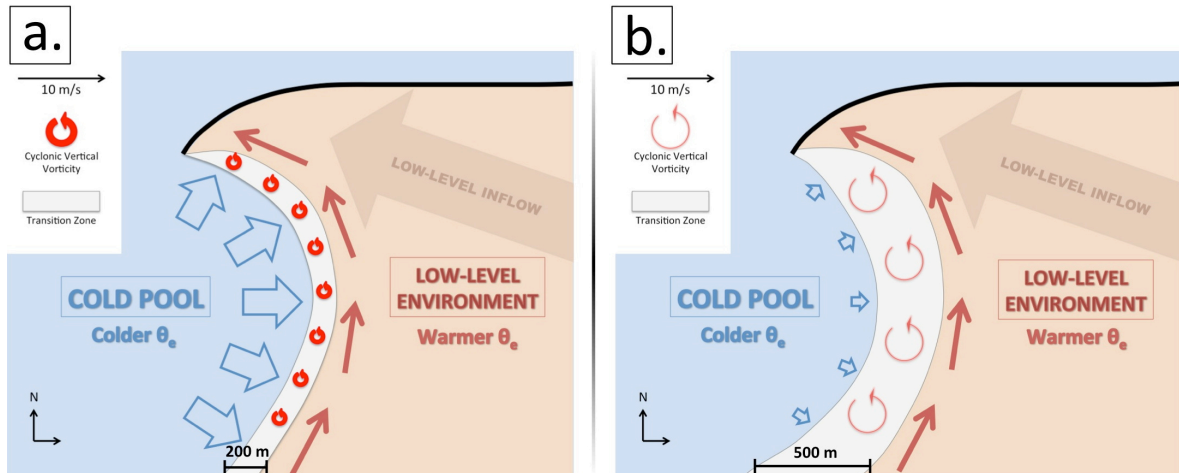 a.
10 m/s
Cyclonic Vertical
Vorticity
Transition Zone
LOW-LEVEL INFLOW
COLD POOL
Colder θe
LOW-LEVEL
ENVIRONMENT
Warmer θe
N
200 m
b.
10 m/s
Cyclonic Vertical
Vorticity
Transition Zone
LOW-LEVEL INFLOW
COLD POOL
Colder θe
LOW-LEVEL
ENVIRONMENT
Warmer θe
N
500 m